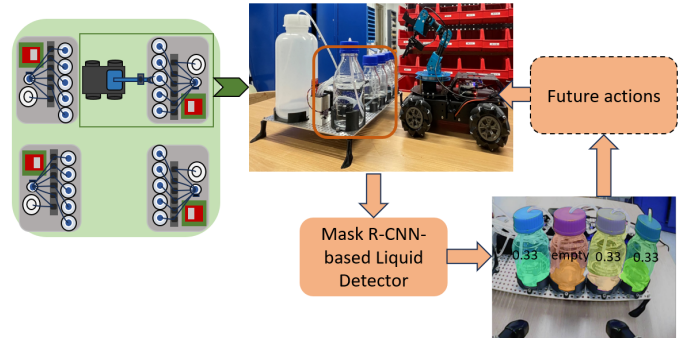 Future actions
Mask R-CNN-
based Liquid
Detector
0.33 empty 0.33 0.33